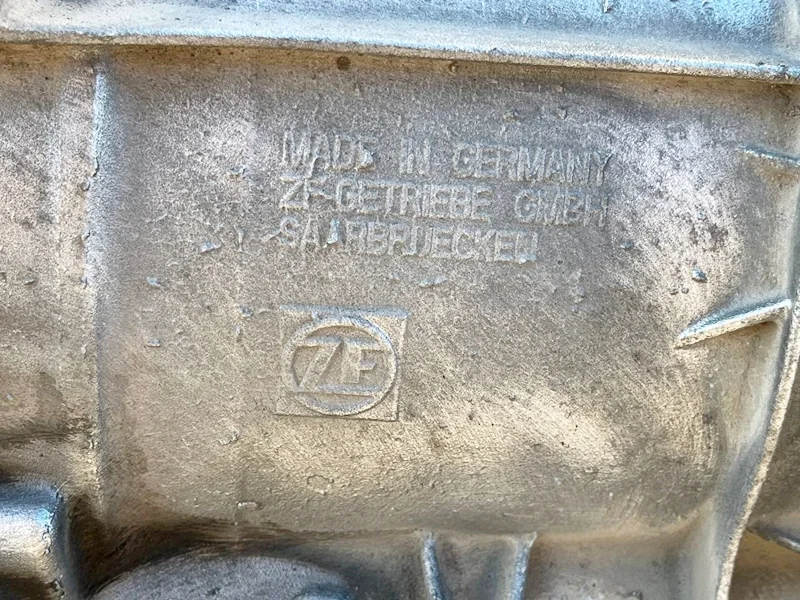 MADE IN GERMANY
ZF-GETRIEBE GMBH
SAARBRUECKEN
ZF